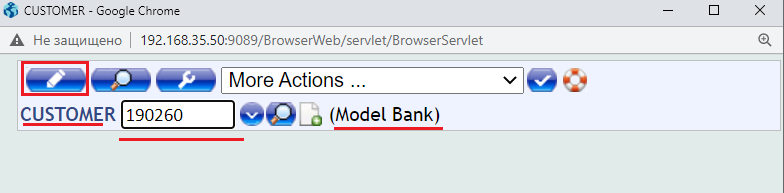 CUSTOMER - Google Chrome
Не защищено 192.168.35.50:9089/BrowserWeb/servlet/BrowserServlet
More Actions ...
CUSTOMER 190260 (Model Bank)